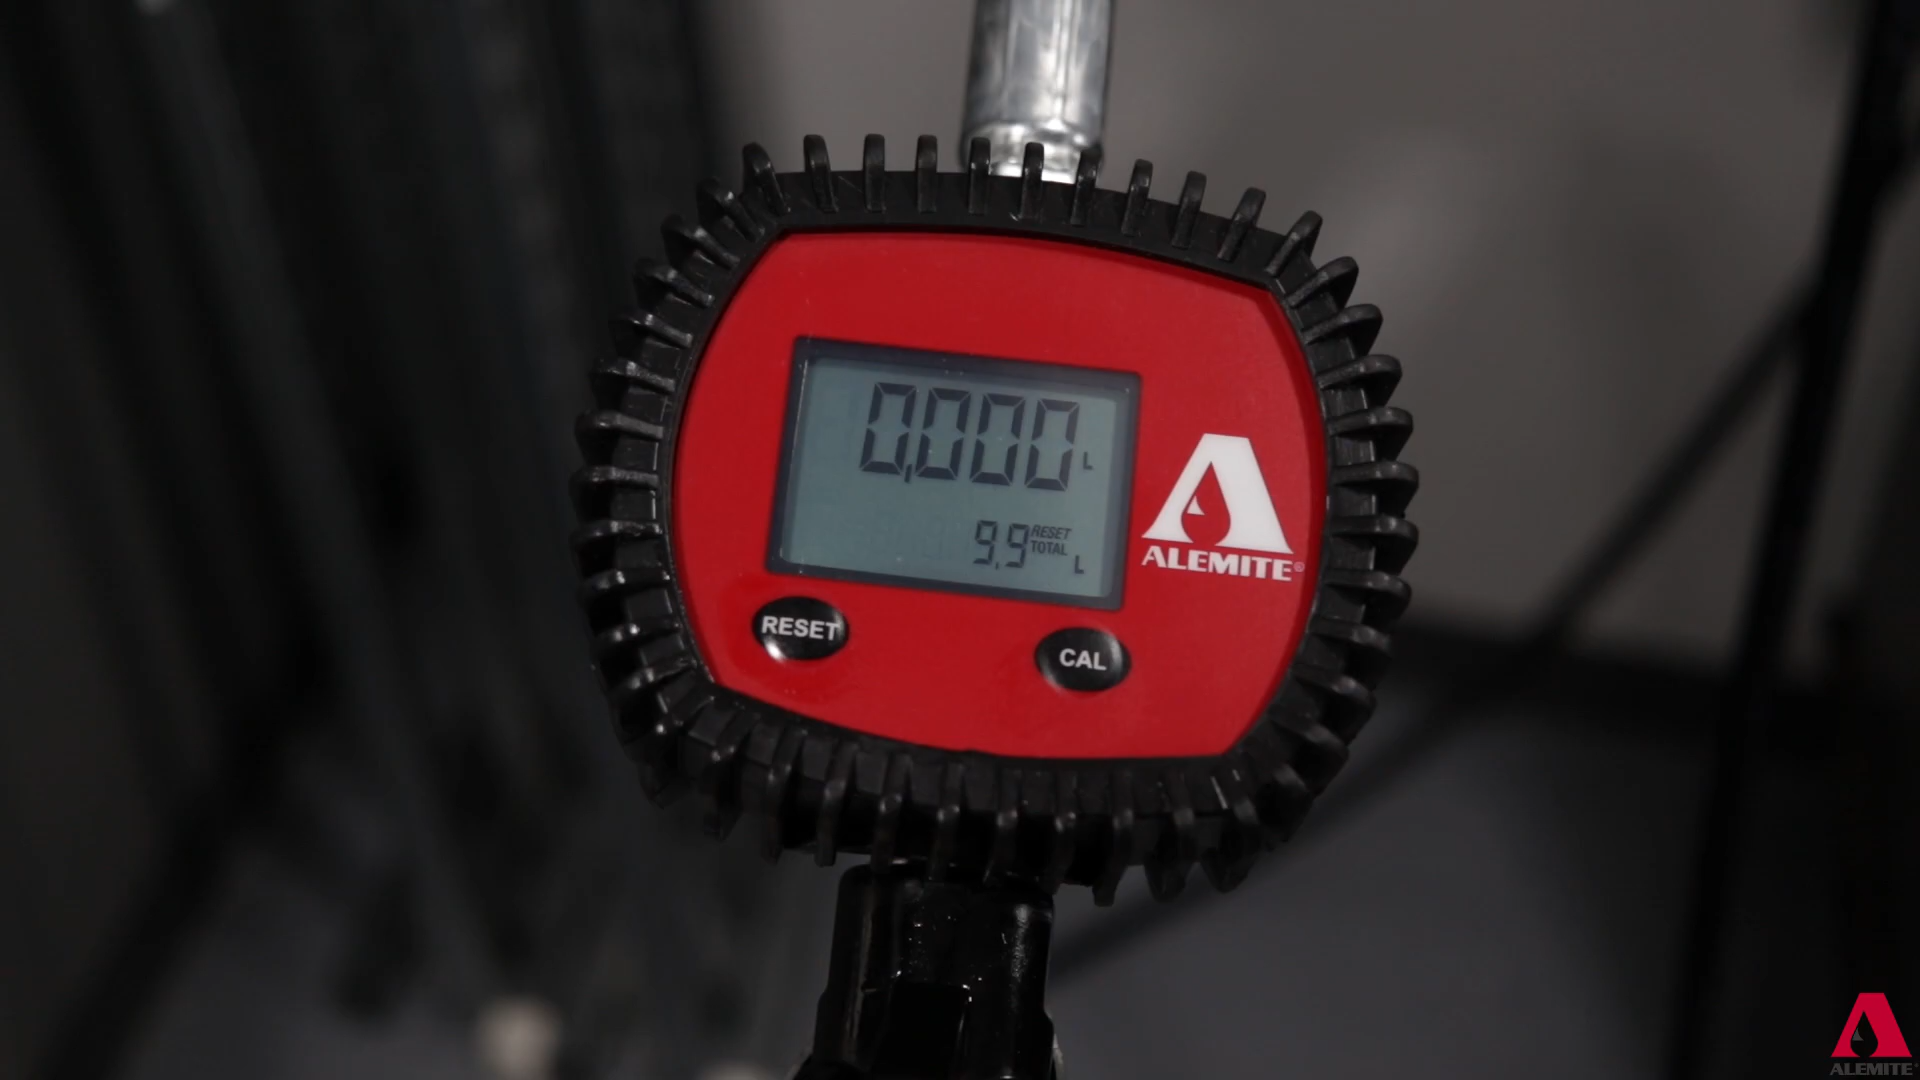 0,000 L
9,9 RESET TOTAL L
ALEMITE®
RESET
CAL
ALEMITE